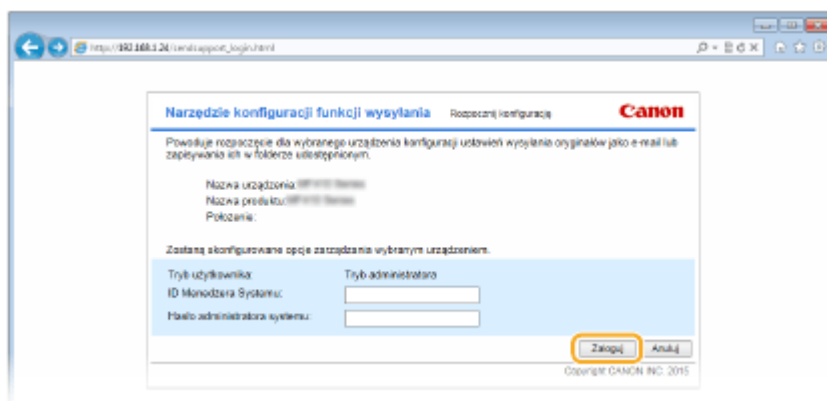 http://192.168.1.24/sendsupport_login.html
Narzędzie konfiguracji funkcji wysyłania Rozpocznij konfigurację Canon
Powoduje rozpoczęcie dla wybranego urządzenia konfiguracji ustawień wysyłania oryginałów jako e-mail lub
zapisywania ich w folderze udostępnionym.
Nazwa urządzenia:
Nazwa produktu:
Położenie:
Zostaną skonfigurowane opcje zarządzania wybranym urządzeniem.
Tryb użytkownika: Tryb administratora
ID Menedżera Systemu:
Hasło administratora systemu:
Zaloguj Anuluj
Copyright CANON INC. 2015